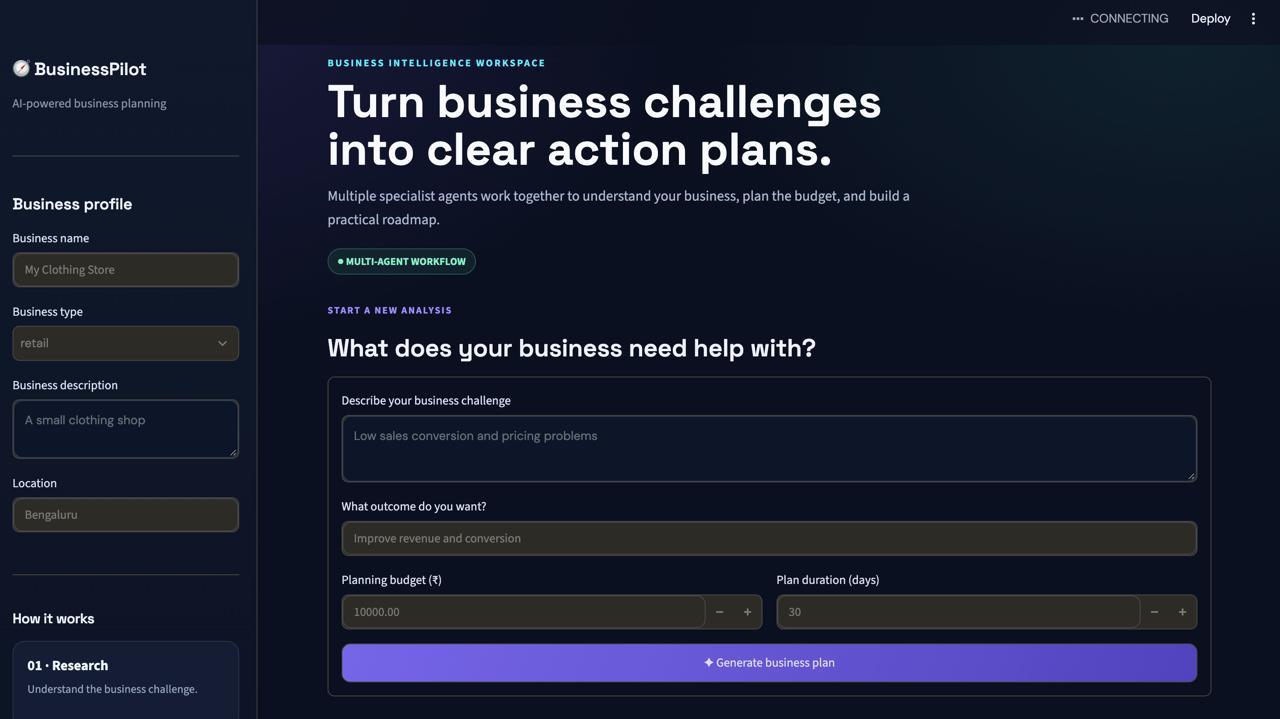 CONNECTING
Deploy
🧭 BusinessPilot
AI-powered business planning
Business profile
Business name
My Clothing Store
Business type
retail
Business description
A small clothing shop
Location
Bengaluru
How it works
01 · Research
Understand the business challenge.
BUSINESS INTELLIGENCE WORKSPACE
Turn business challenges
into clear action plans.
Multiple specialist agents work together to understand your business, plan the budget, and build a
practical roadmap.
● MULTI-AGENT WORKFLOW
START A NEW ANALYSIS
What does your business need help with?
Describe your business challenge
Low sales conversion and pricing problems
What outcome do you want?
Improve revenue and conversion
Planning budget (₹)
10000.00
Plan duration (days)
30
✦ Generate business plan